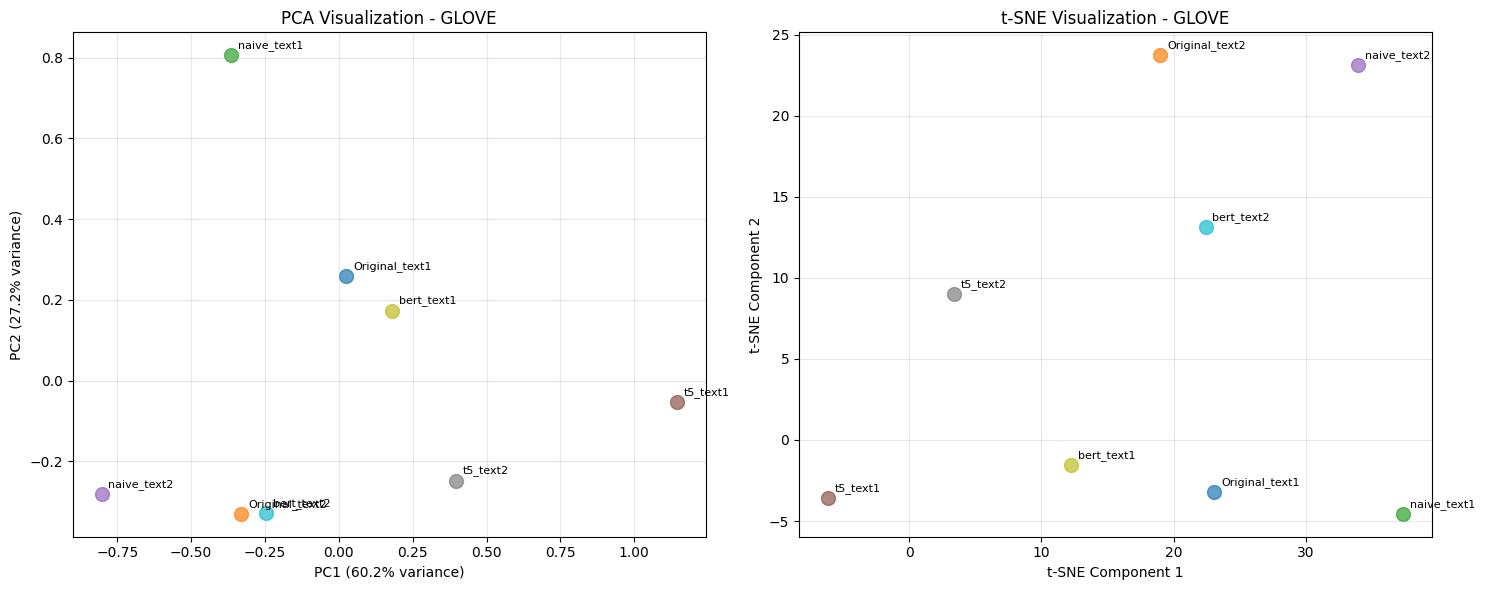 PCA Visualization - GLOVE
naive_text1
Original_text1
bert_text1
t5_text1
t5_text2
naive_text2
Original_text2
bert_text2
0.8
0.6
0.4
0.2
0.0
−0.2
PC2 (27.2% variance)
−0.75
−0.50
−0.25
0.00
0.25
0.50
0.75
1.00
PC1 (60.2% variance)
t-SNE Visualization - GLOVE
Original_text2
naive_text2
bert_text2
t5_text2
bert_text1
t5_text1
Original_text1
naive_text1
25
20
15
10
5
0
−5
t-SNE Component 2
0
10
20
30
t-SNE Component 1